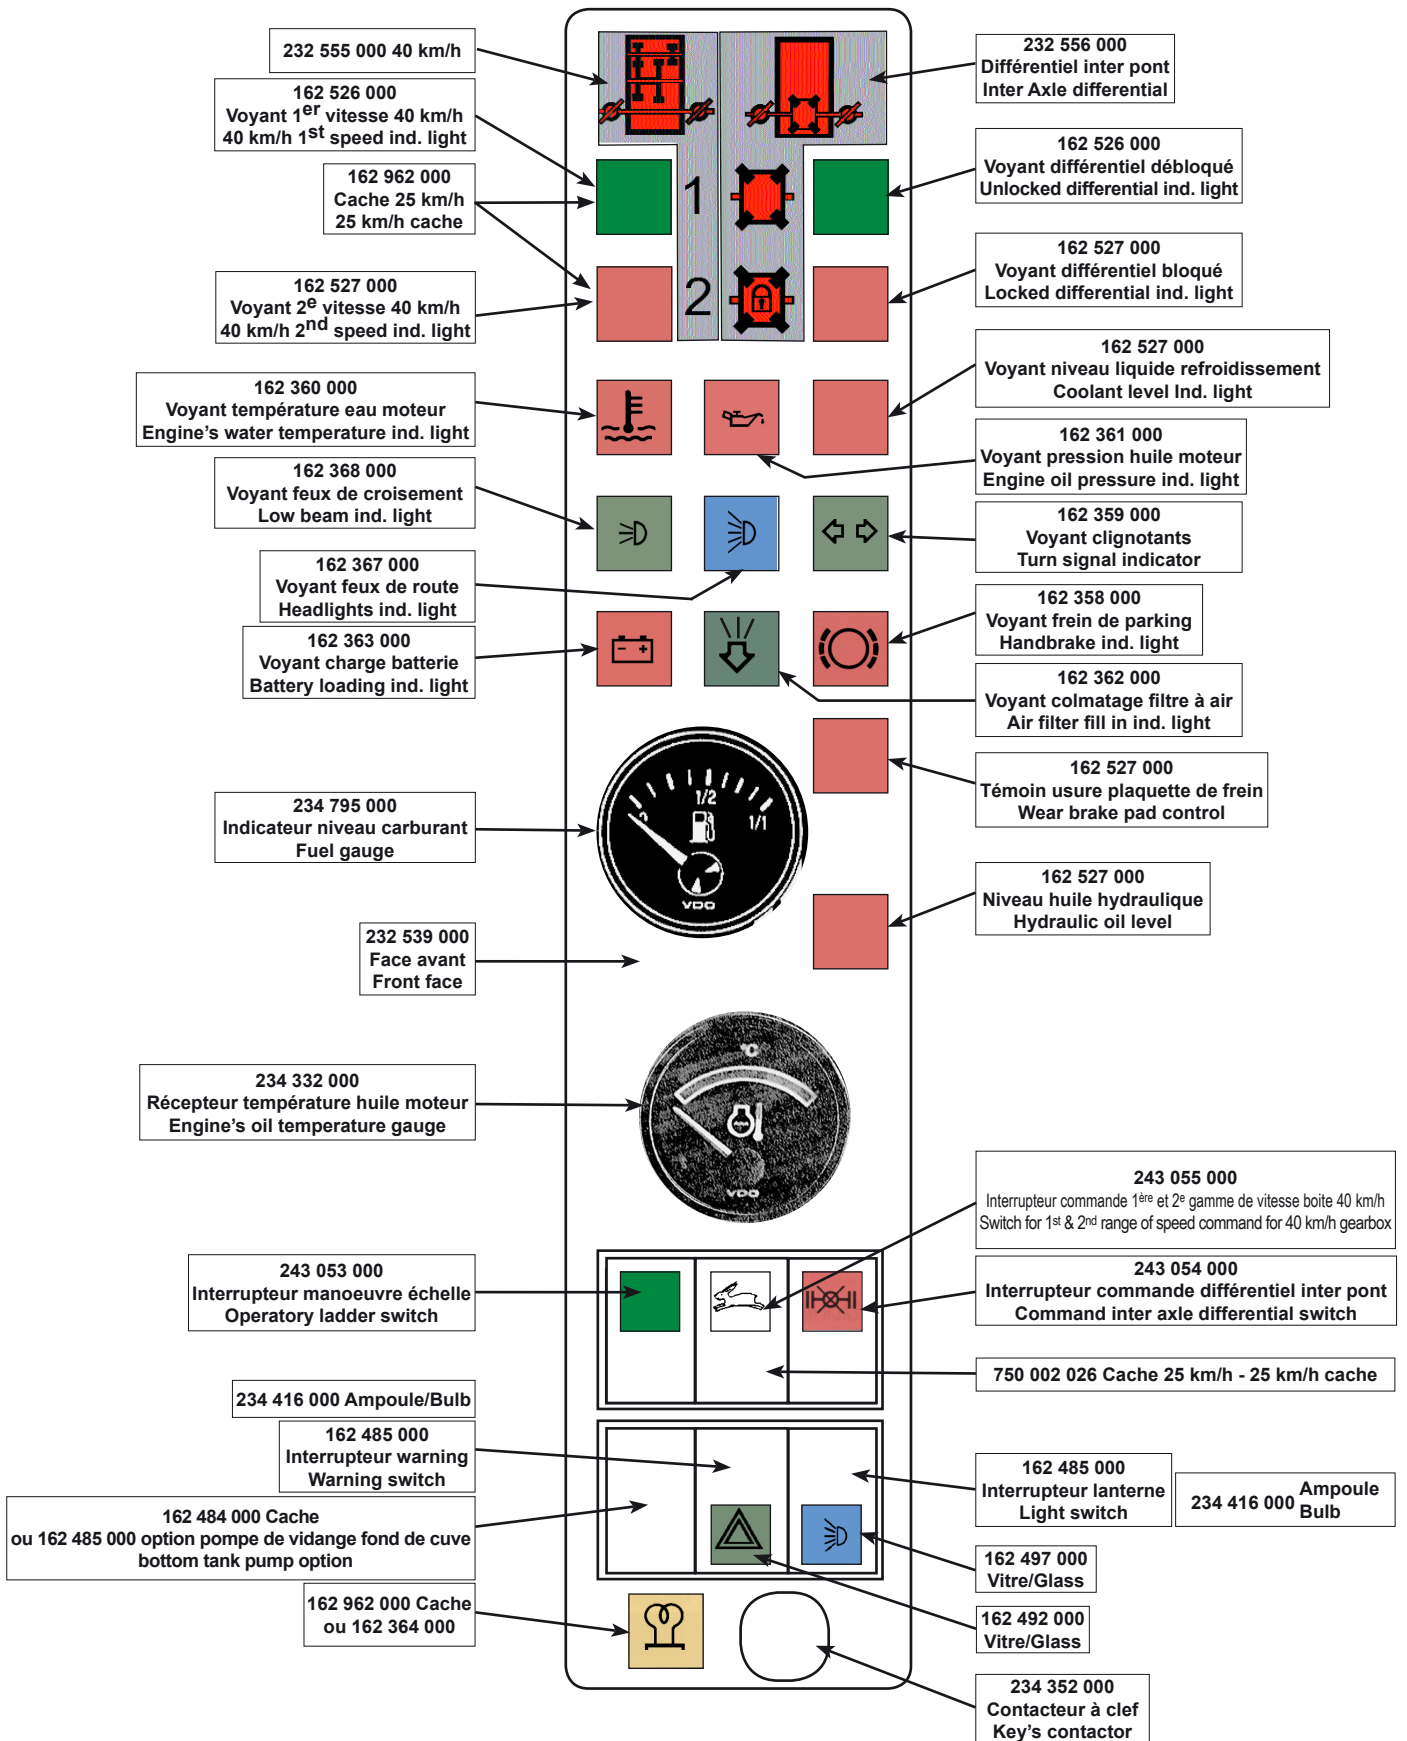 232 555 000 40 km/h
162 526 000
Voyant 1er vitesse 40 km/h
40 km/h 1st speed ind. light
162 962 000
Cache 25 km/h
25 km/h cache
162 527 000
Voyant 2e vitesse 40 km/h
40 km/h 2nd speed ind. light
162 360 000
Voyant température eau moteur
Engine's water temperature ind. light
162 368 000
Voyant feux de croisement
Low beam ind. light
162 367 000
Voyant feux de route
Headlights ind. light
162 363 000
Voyant charge batterie
Battery loading ind. light
234 795 000
Indicateur niveau carburant
Fuel gauge
232 539 000
Face avant
Front face
234 332 000
Récepteur température huile moteur
Engine's oil temperature gauge
243 053 000
Interrupteur manoeuvre échelle
Operatory ladder switch
234 416 000 Ampoule/Bulb
162 485 000
Interrupteur warning
Warning switch
162 484 000 Cache
ou 162 485 000 option pompe de vidange fond de cuve
bottom tank pump option
162 962 000 Cache
ou 162 364 000
1
2
0
1/2
1/1
VDO
°C
VDO
232 556 000
Différentiel inter pont
Inter Axle differential
162 526 000
Voyant différentiel débloqué
Unlocked differential ind. light
162 527 000
Voyant différentiel bloqué
Locked differential ind. light
162 527 000
Voyant niveau liquide refroidissement
Coolant level Ind. light
162 361 000
Voyant pression huile moteur
Engine oil pressure ind. light
162 359 000
Voyant clignotants
Turn signal indicator
162 358 000
Voyant frein de parking
Handbrake ind. light
162 362 000
Voyant colmatage filtre à air
Air filter fill in ind. light
162 527 000
Témoin usure plaquette de frein
Wear brake pad control
162 527 000
Niveau huile hydraulique
Hydraulic oil level
243 055 000
Interrupteur commande 1ère et 2e gamme de vitesse boite 40 km/h
Switch for 1st & 2nd range of speed command for 40 km/h gearbox
243 054 000
Interrupteur commande différentiel inter pont
Command inter axle differential switch
750 002 026 Cache 25 km/h - 25 km/h cache
162 485 000
Interrupteur lanterne
Light switch
234 416 000 Ampoule
Bulb
162 497 000
Vitre/Glass
162 492 000
Vitre/Glass
234 352 000
Contacteur à clef
Key's contactor